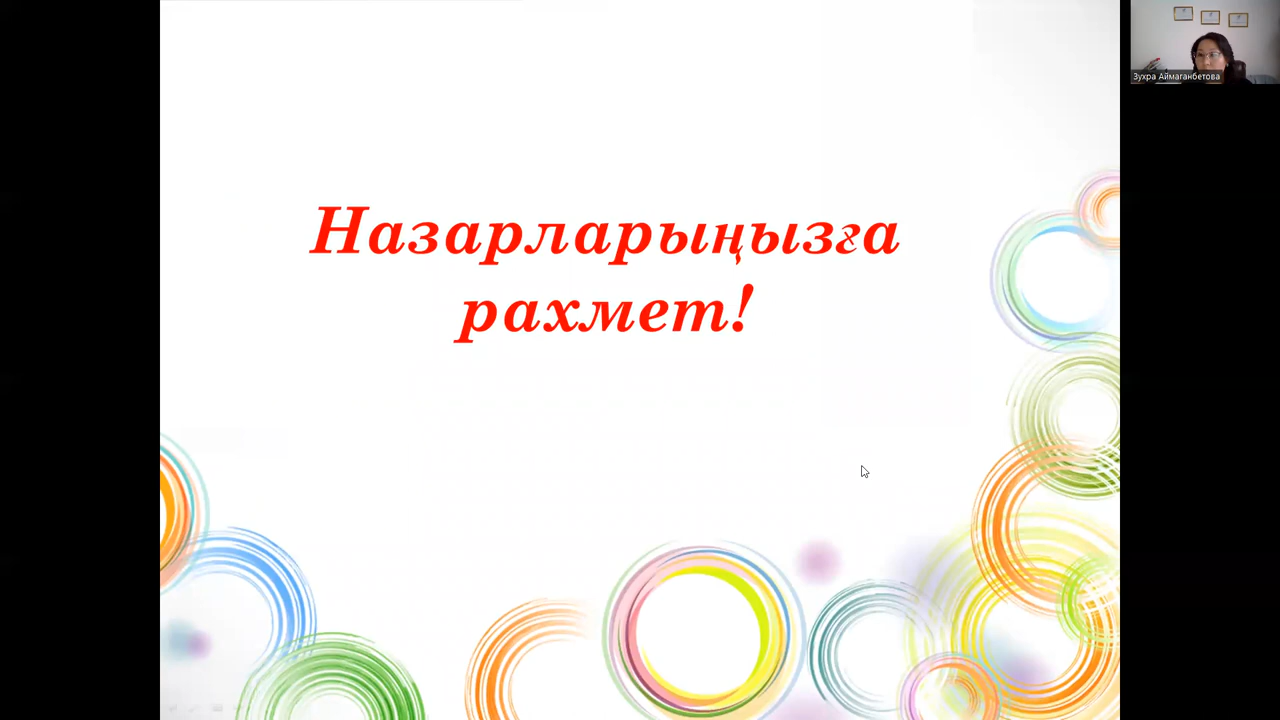 Назарларыңызға
рахмет!
Зухра Аймаганбетова